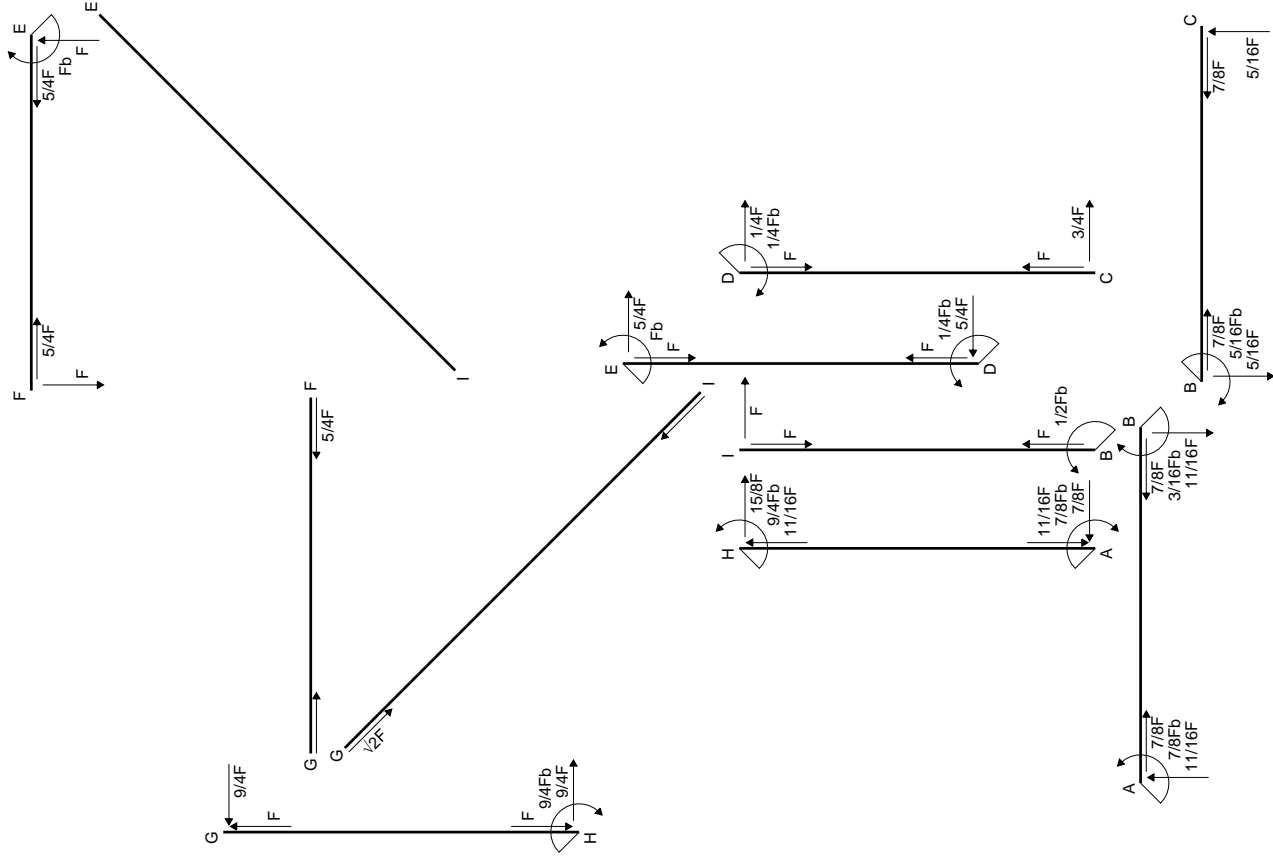 E
F
5/4F
Fb
5/4F
F
F
E
I
F
5/4F
G
G
√2F
I
9/4F
G
F
F
9/4Fb
9/4F
H
D
1/4F
1/4Fb
F
F
3/4F
C
E
5/4F
Fb
F
F
1/4Fb
5/4F
D
I
F
F
F
1/2Fb
B
H
15/8F
9/4Fb
11/16F
11/16F
7/8Fb
7/8F
A
A
7/8F
7/8Fb
11/16F
B
7/8F
3/16Fb
11/16F
B
7/8F
5/16Fb
5/16F
C
7/8F
5/16F